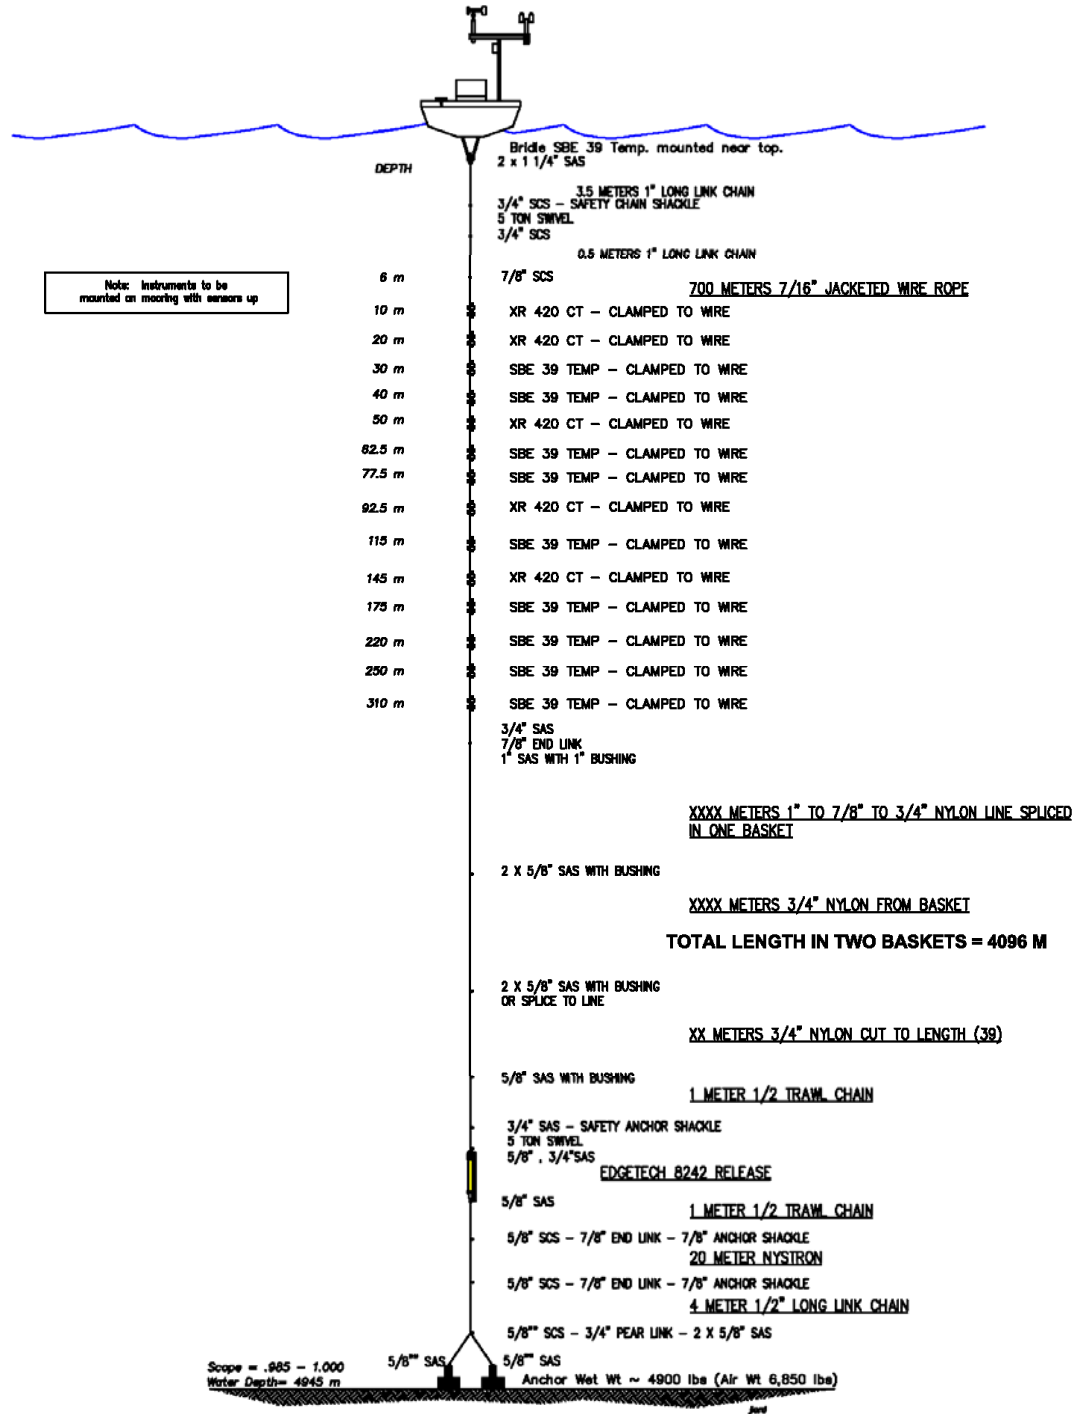 Bridle SBE 39 Temp. mounted near top.
2 x 1 1/4" SAS
DEPTH
3.5 METERS 1" LONG LINK CHAIN
3/4" SCS – SAFETY CHAIN SHACKLE
5 TON SWIVEL
3/4" SCS
0.5 METERS 1" LONG LINK CHAIN
Note: Instruments to be
mounted on mooring with sensors up
6 m 7/8" SCS
700 METERS 7/16" JACKETED WIRE ROPE
10 m XR 420 CT – CLAMPED TO WIRE
20 m XR 420 CT – CLAMPED TO WIRE
30 m SBE 39 TEMP – CLAMPED TO WIRE
40 m SBE 39 TEMP – CLAMPED TO WIRE
50 m XR 420 CT – CLAMPED TO WIRE
62.5 m SBE 39 TEMP – CLAMPED TO WIRE
77.5 m SBE 39 TEMP – CLAMPED TO WIRE
92.5 m XR 420 CT – CLAMPED TO WIRE
115 m SBE 39 TEMP – CLAMPED TO WIRE
145 m XR 420 CT – CLAMPED TO WIRE
175 m SBE 39 TEMP – CLAMPED TO WIRE
220 m SBE 39 TEMP – CLAMPED TO WIRE
250 m SBE 39 TEMP – CLAMPED TO WIRE
310 m SBE 39 TEMP – CLAMPED TO WIRE
3/4" SAS
7/8" END LINK
1" SAS WITH 1" BUSHING
XXXX METERS 1" TO 7/8" TO 3/4" NYLON LINE SPLICED
IN ONE BASKET
2 X 5/8" SAS WITH BUSHING
XXXX METERS 3/4" NYLON FROM BASKET
TOTAL LENGTH IN TWO BASKETS = 4096 M
2 X 5/8" SAS WITH BUSHING
OR SPLICE TO LINE
XX METERS 3/4" NYLON CUT TO LENGTH (39)
5/8" SAS WITH BUSHING
1 METER 1/2 TRAWL CHAIN
3/4" SAS – SAFETY ANCHOR SHACKLE
5 TON SWIVEL
5/8" , 3/4"SAS
EDGETECH 8242 RELEASE
5/8" SAS
1 METER 1/2 TRAWL CHAIN
5/8" SCS – 7/8" END LINK – 7/8" ANCHOR SHACKLE
20 METER NYSTRON
5/8" SCS – 7/8" END LINK – 7/8" ANCHOR SHACKLE
4 METER 1/2" LONG LINK CHAIN
5/8"" SCS – 3/4" PEAR LINK – 2 X 5/8" SAS
5/8"" SAS 5/8"" SAS
Scope = .985 – 1.000
Water Depth= 4945 m
Anchor Wet Wt ~ 4900 lbs (Air Wt 6,850 lbs)